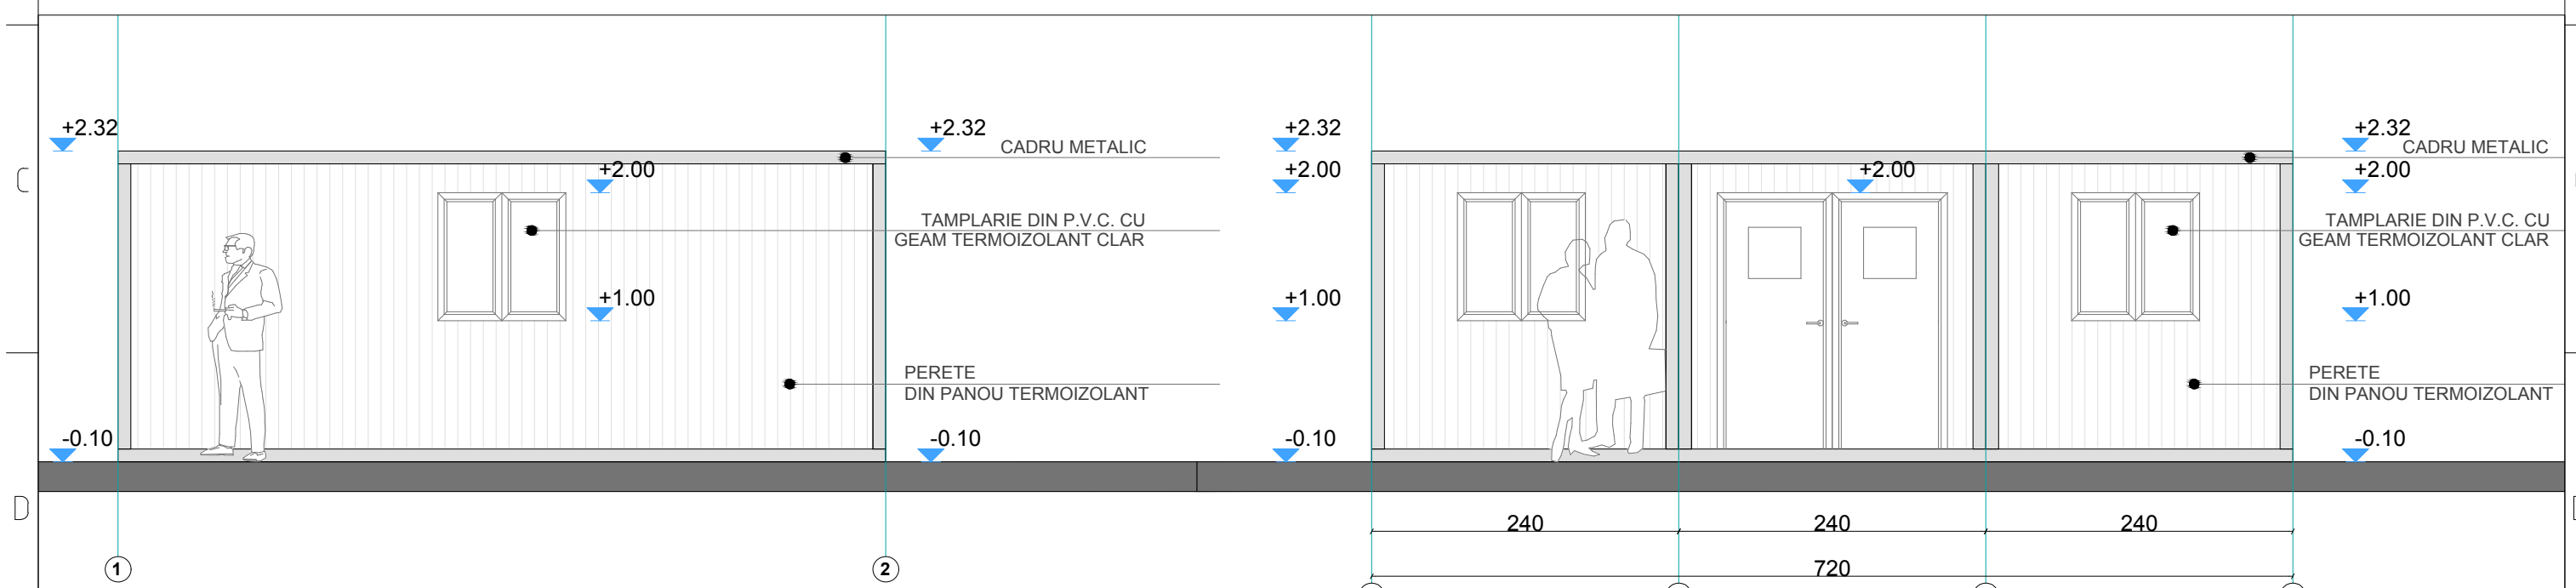 +2.32
+2.00
+1.00
-0.10
+2.32
CADRU METALIC
TAMPLARIE DIN P.V.C. CU
GEAM TERMOIZOLANT CLAR
PERETE
DIN PANOU TERMOIZOLANT
-0.10
C
D
1
2
+2.32
+2.00
+1.00
-0.10
+2.00
+2.32
CADRU METALIC
+2.00
TAMPLARIE DIN P.V.C. CU
GEAM TERMOIZOLANT CLAR
+1.00
PERETE
DIN PANOU TERMOIZOLANT
-0.10
240
240
240
720